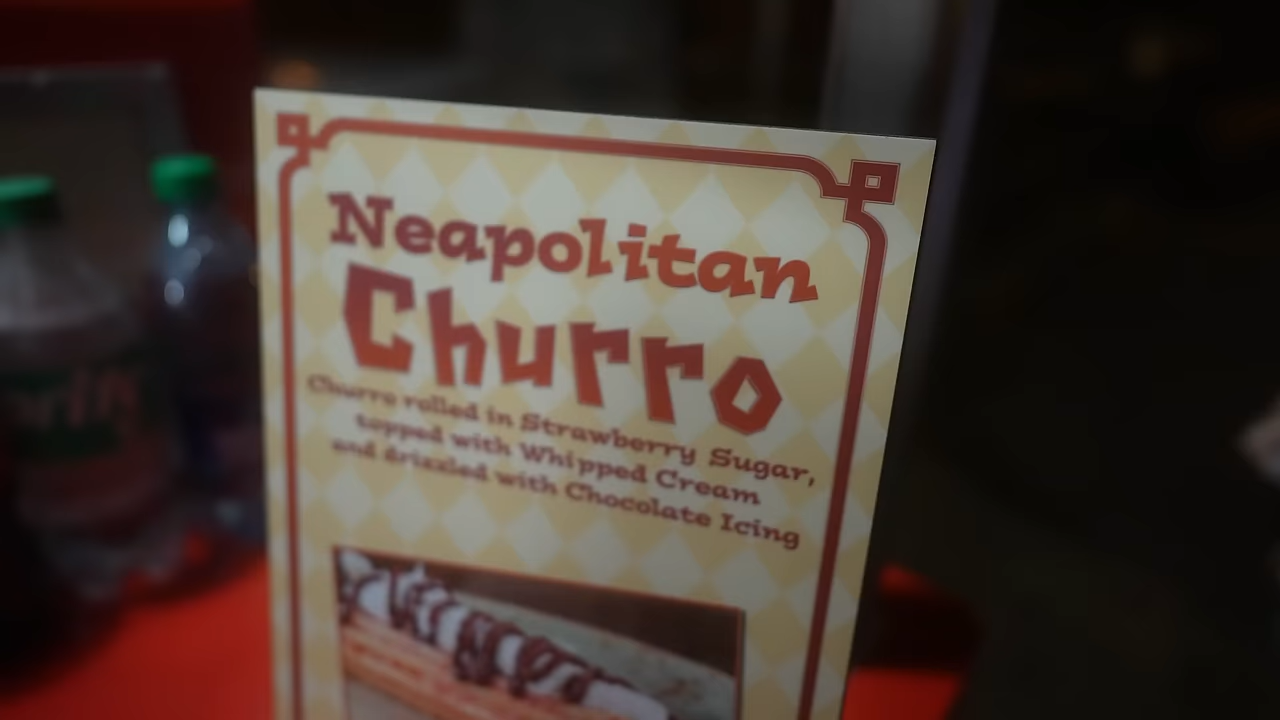 Neapolitan
Churro
Churro rolled in Strawberry Sugar,
topped with Whipped Cream
and drizzled with Chocolate Icing